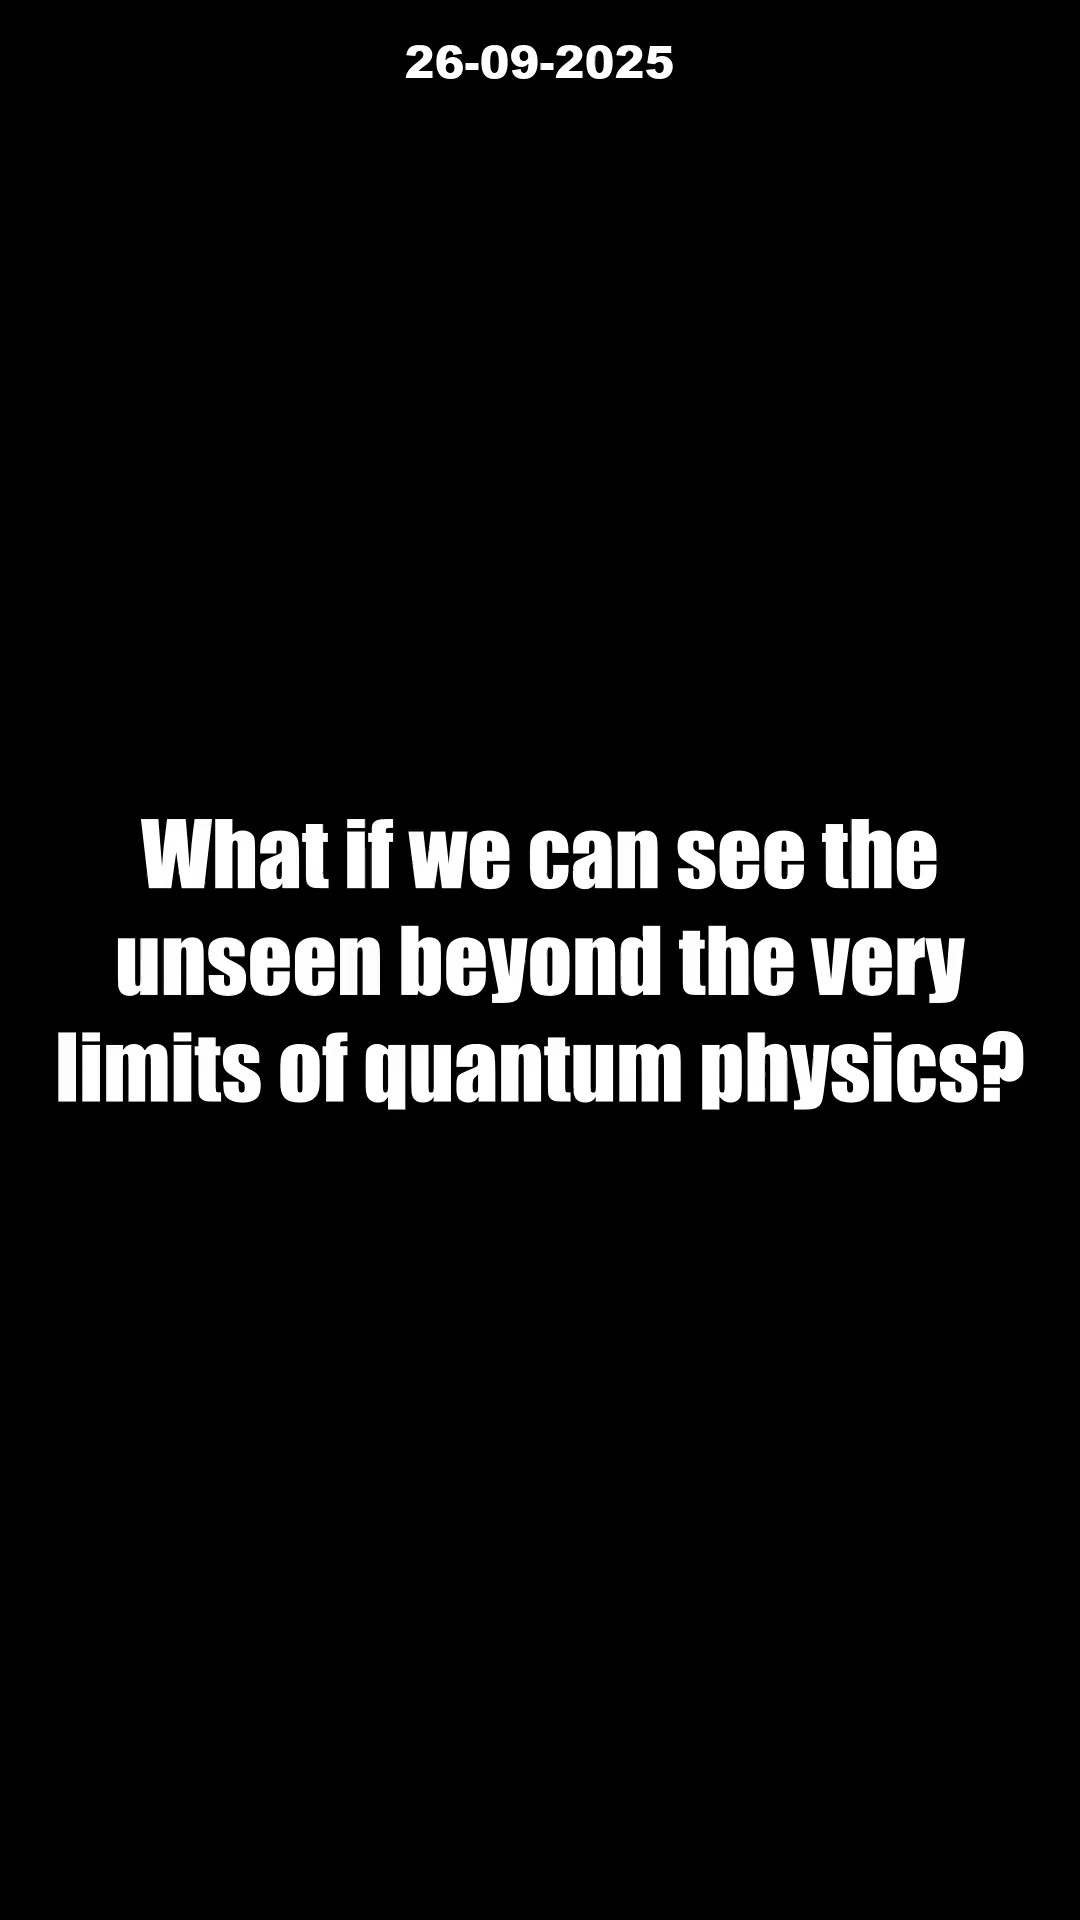 26-09-2025
What if we can see the
unseen beyond the very
limits of quantum physics?